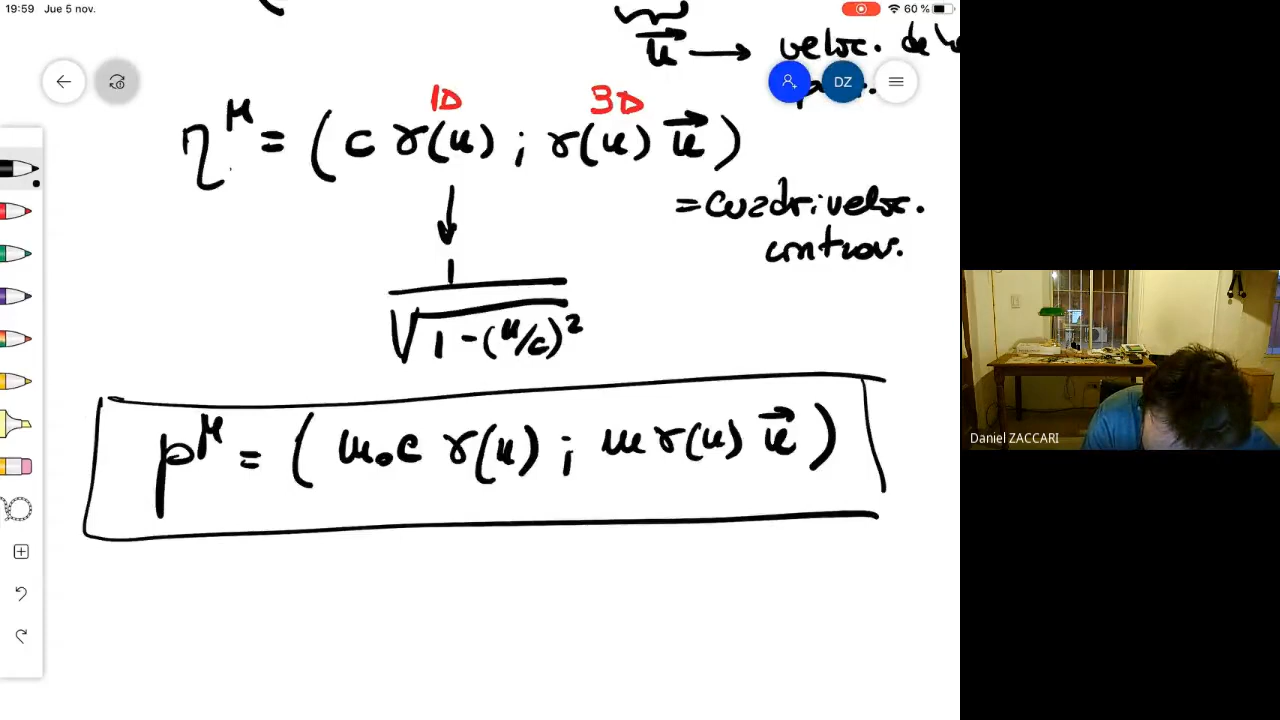 19:59 Jue 5 nov.
60 %
u⃗ → veloc. de
DZ
1D 3D
η^μ = ( c γ(u) ; γ(u) u⃗ )
= cuadriveloc.
contrav.
1
√1 - (u/c)²
p^μ = ( m₀c γ(u) ; m γ(u) u⃗ )
Daniel ZACCARI